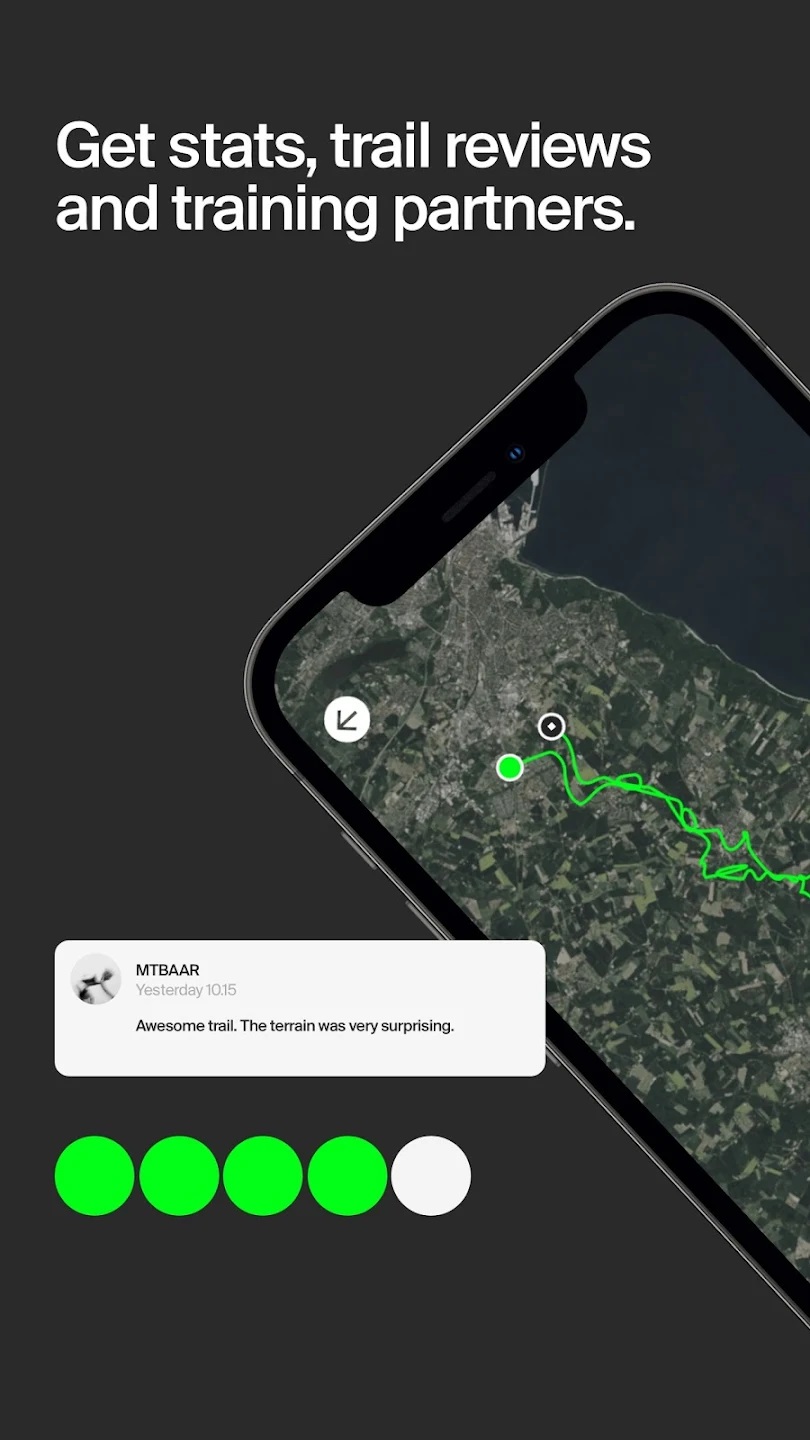 Get stats, trail reviews
and training partners.
MTBAAR
Yesterday 10.15
Awesome trail. The terrain was very surprising.